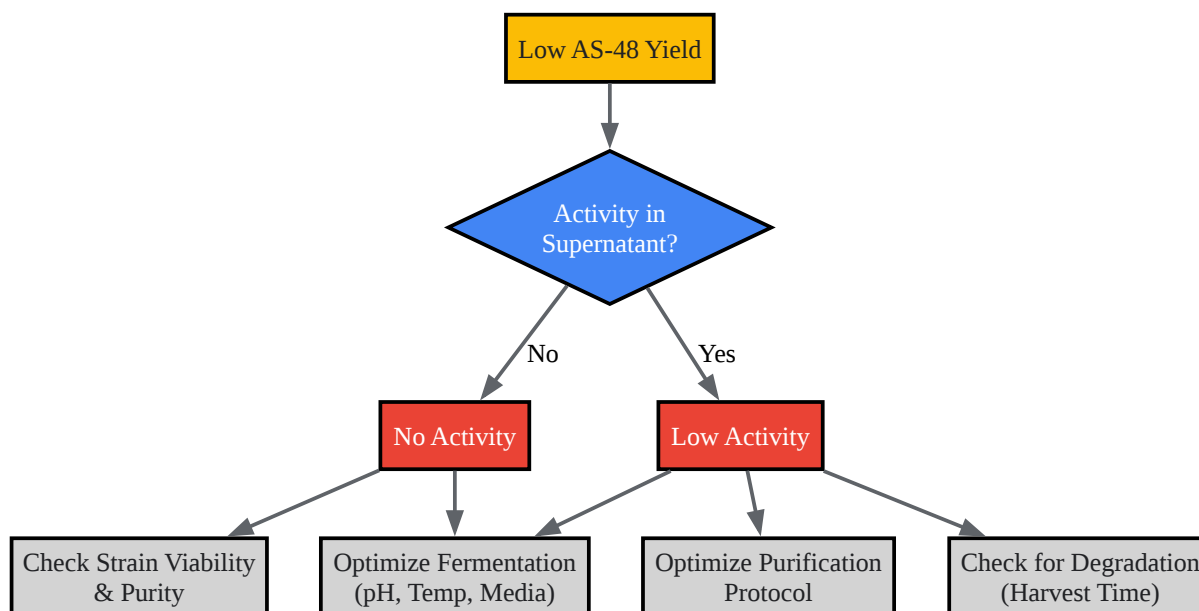 Low AS-48 Yield
Activity in
Supernatant?
No
Yes
No Activity
Low Activity
Check Strain Viability
& Purity
Optimize Fermentation
(pH, Temp, Media)
Optimize Purification
Protocol
Check for Degradation
(Harvest Time)